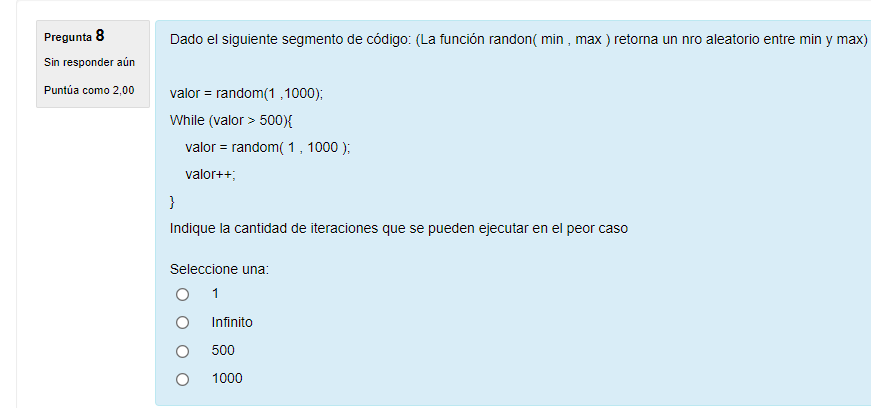 Pregunta 8
Sin responder aún
Puntúa como 2,00
Dado el siguiente segmento de código: (La función randon( min , max ) retorna un nro aleatorio entre min y max)
valor = random(1 ,1000);
While (valor > 500){
valor = random( 1 , 1000 );
valor++;
}
Indique la cantidad de iteraciones que se pueden ejecutar en el peor caso
Seleccione una:
1
Infinito
500
1000